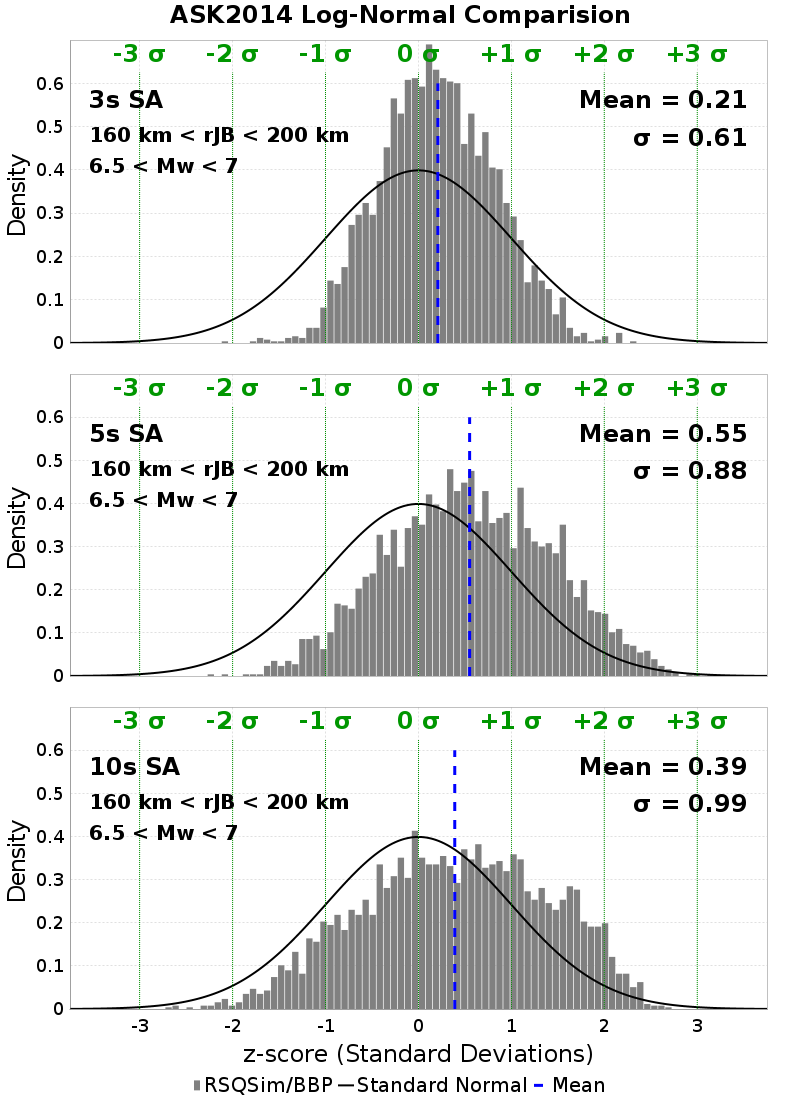 ASK2014 Log-Normal Comparision
-3 σ -2 σ -1 σ 0 σ +1 σ +2 σ +3 σ
3s SA
Mean = 0.21
160 km < rJB < 200 km
σ = 0.61
6.5 < Mw < 7
Density
0.6
0.5
0.4
0.3
0.2
0.1
0
-3 σ -2 σ -1 σ 0 σ +1 σ +2 σ +3 σ
5s SA
Mean = 0.55
160 km < rJB < 200 km
σ = 0.88
6.5 < Mw < 7
Density
0.6
0.5
0.4
0.3
0.2
0.1
0
-3 σ -2 σ -1 σ 0 σ +1 σ +2 σ +3 σ
10s SA
Mean = 0.39
160 km < rJB < 200 km
σ = 0.99
6.5 < Mw < 7
Density
0.6
0.5
0.4
0.3
0.2
0.1
0
-3 -2 -1 0 1 2 3
z-score (Standard Deviations)
RSQSim/BBP Standard Normal Mean